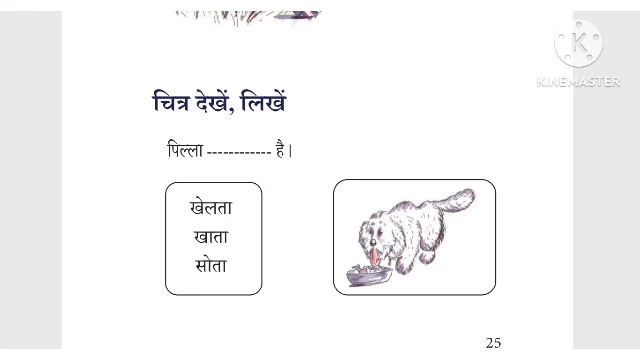 KINEMASTER
चित्र देखें, लिखें
पिल्ला ------------ है।
खेलता
खाता
सोता
25